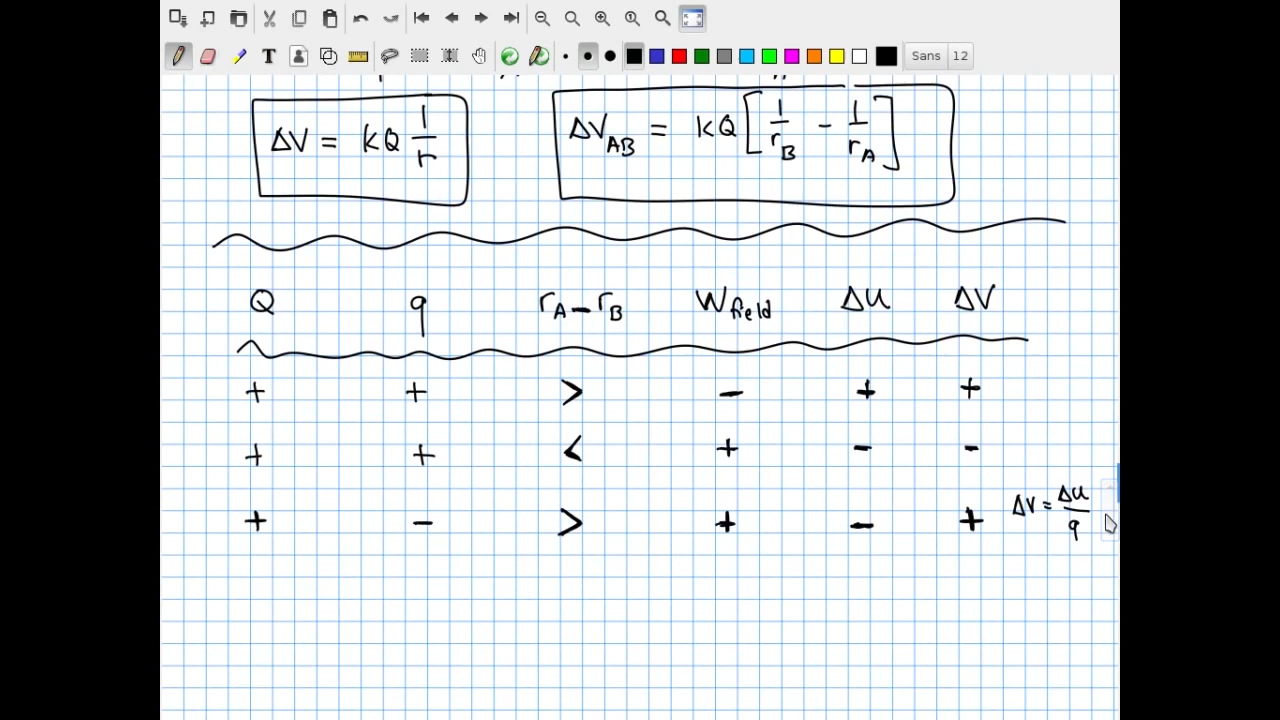 Sans 12
ΔV = kQ 1/r
ΔV_AB = kQ [1/r_B - 1/r_A]
Q q r_A - r_B W_field ΔU ΔV
+ + > - + +
+ + < + - -
+ - > + - + ΔV = ΔU/q